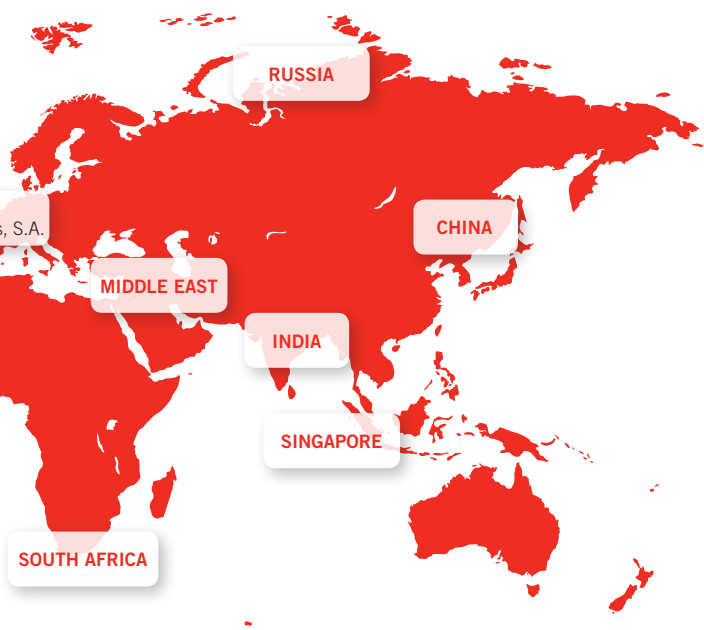 RUSSIA
S.A.
CHINA
MIDDLE EAST
INDIA
SINGAPORE
SOUTH AFRICA